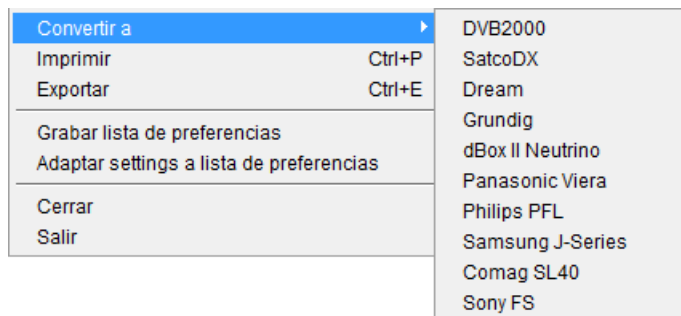 Convertir a
Imprimir Ctrl+P
Exportar Ctrl+E
Grabar lista de preferencias
Adaptar settings a lista de preferencias
Cerrar
Salir
DVB2000
SatcoDX
Dream
Grundig
dBox II Neutrino
Panasonic Viera
Philips PFL
Samsung J-Series
Comag SL40
Sony FS